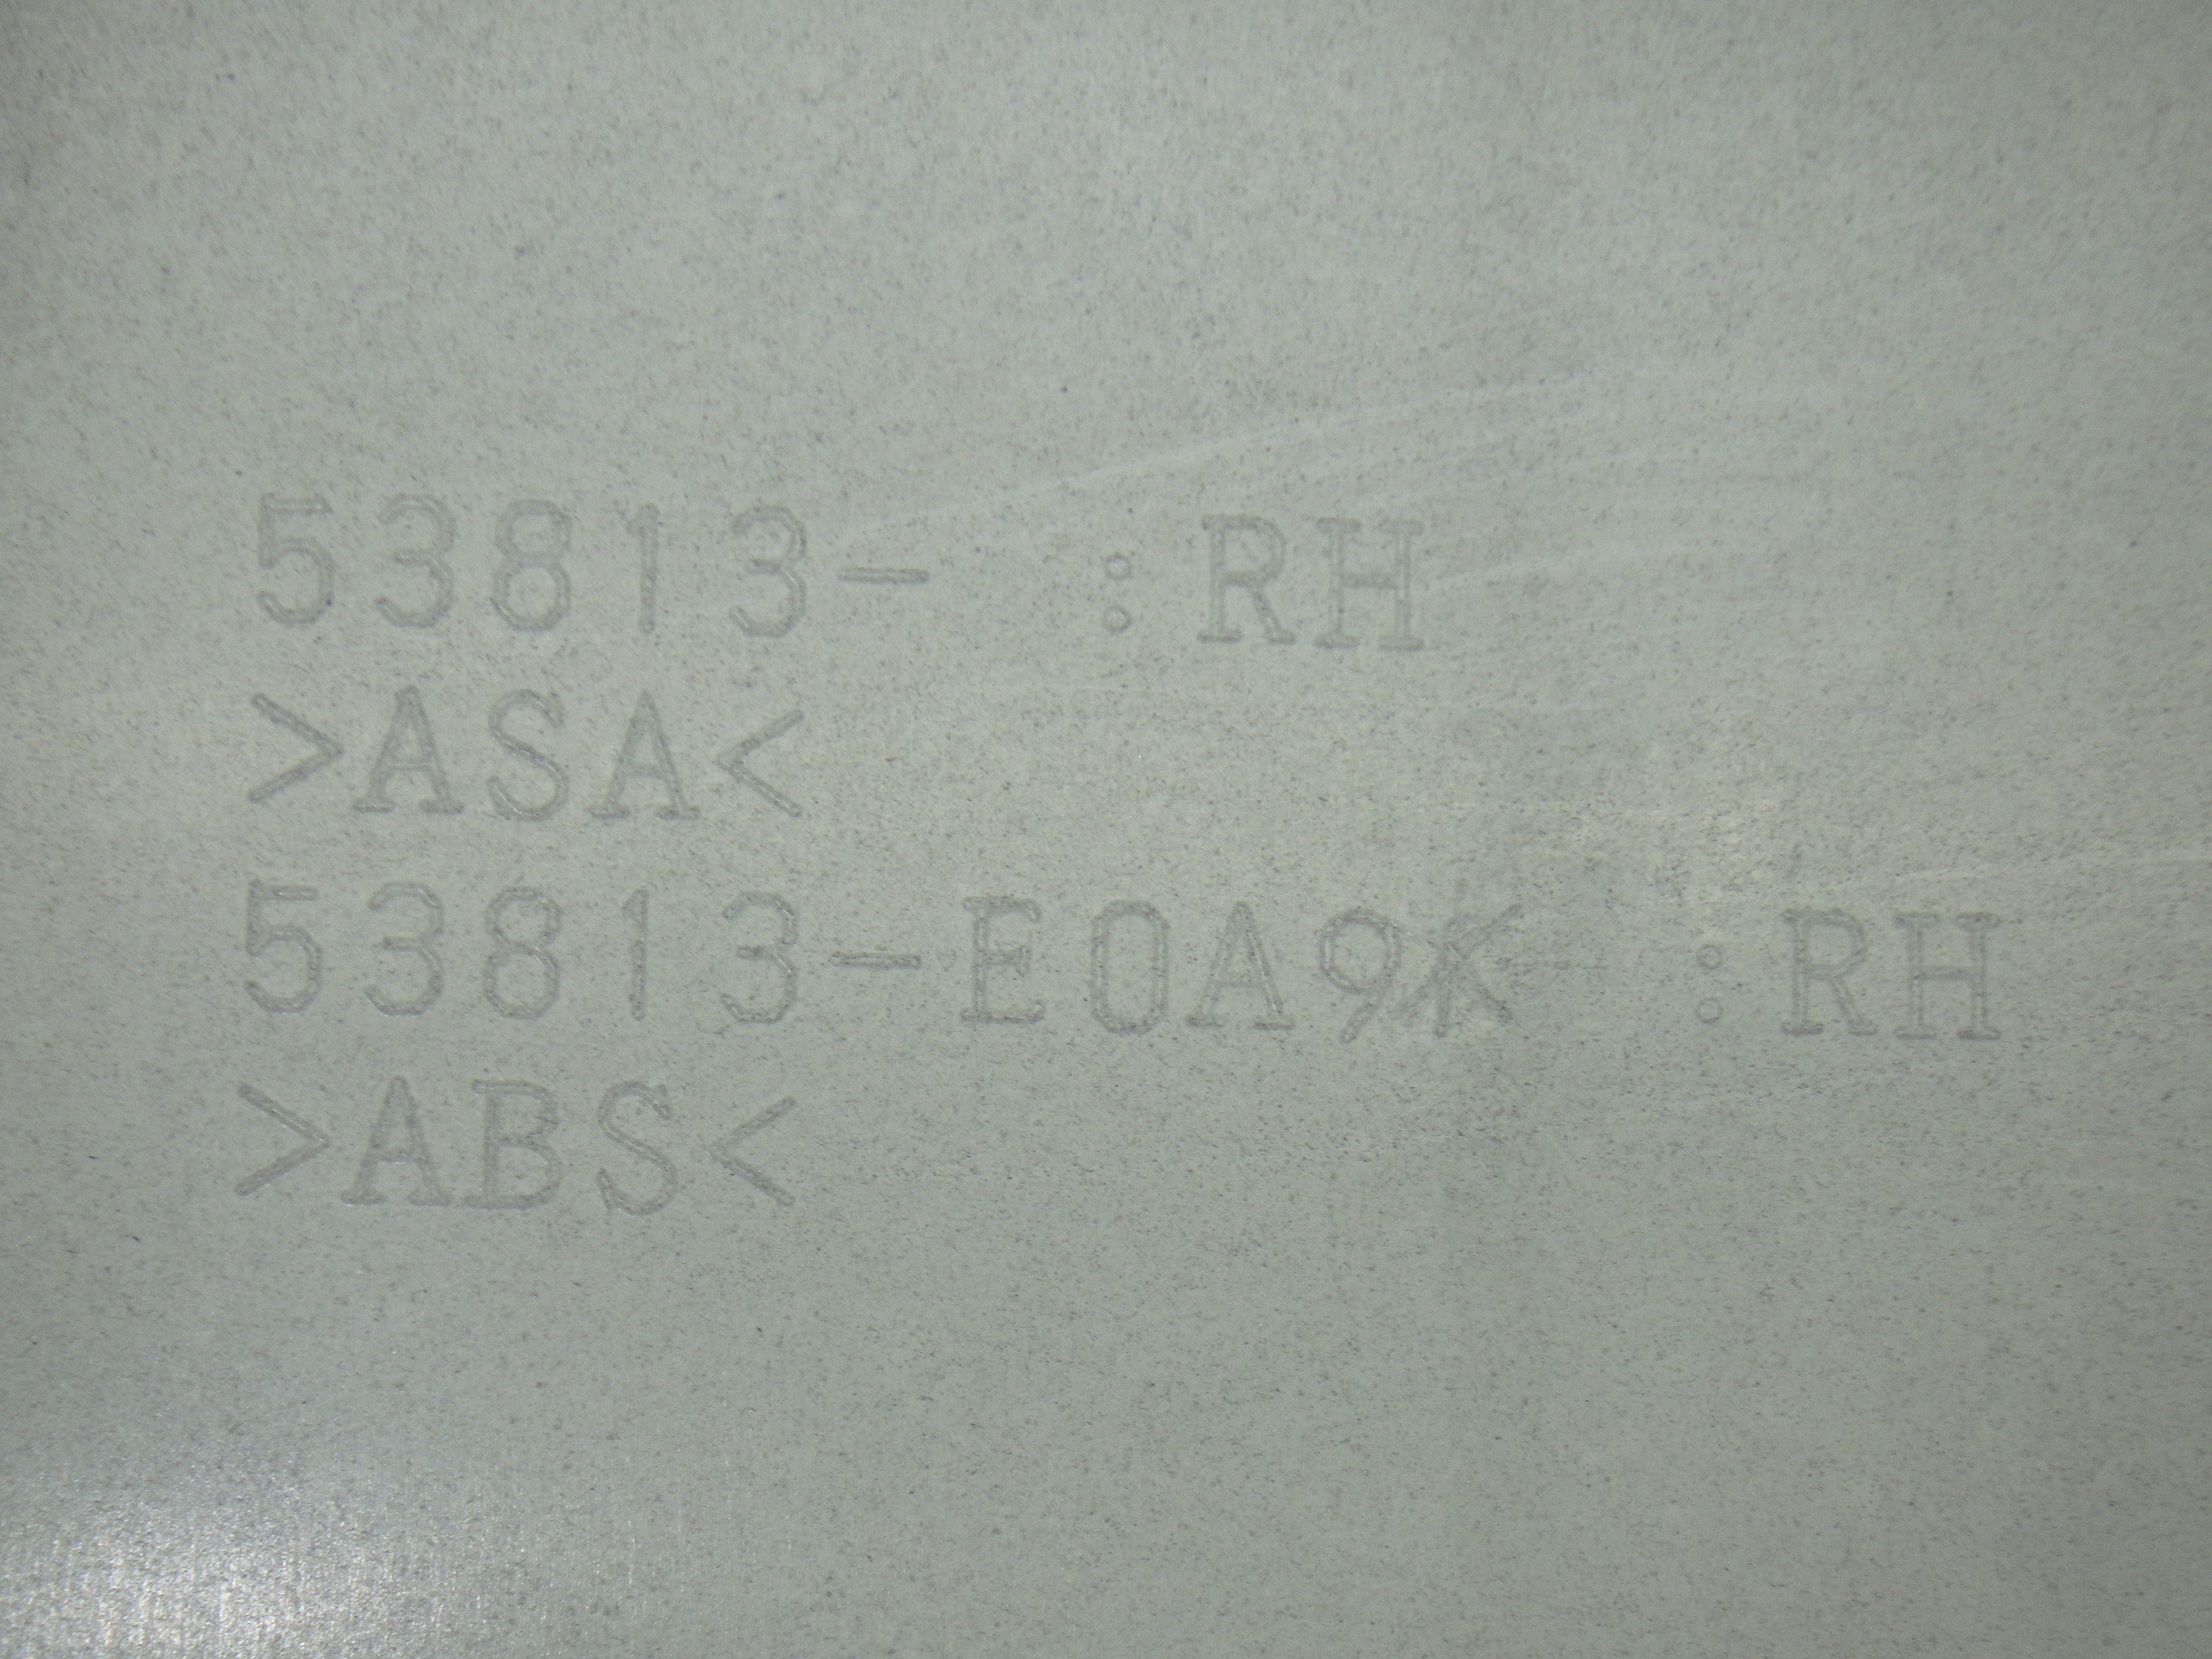 53813- :RH
>ASA<
53813-E0A9K :RH
>ABS<